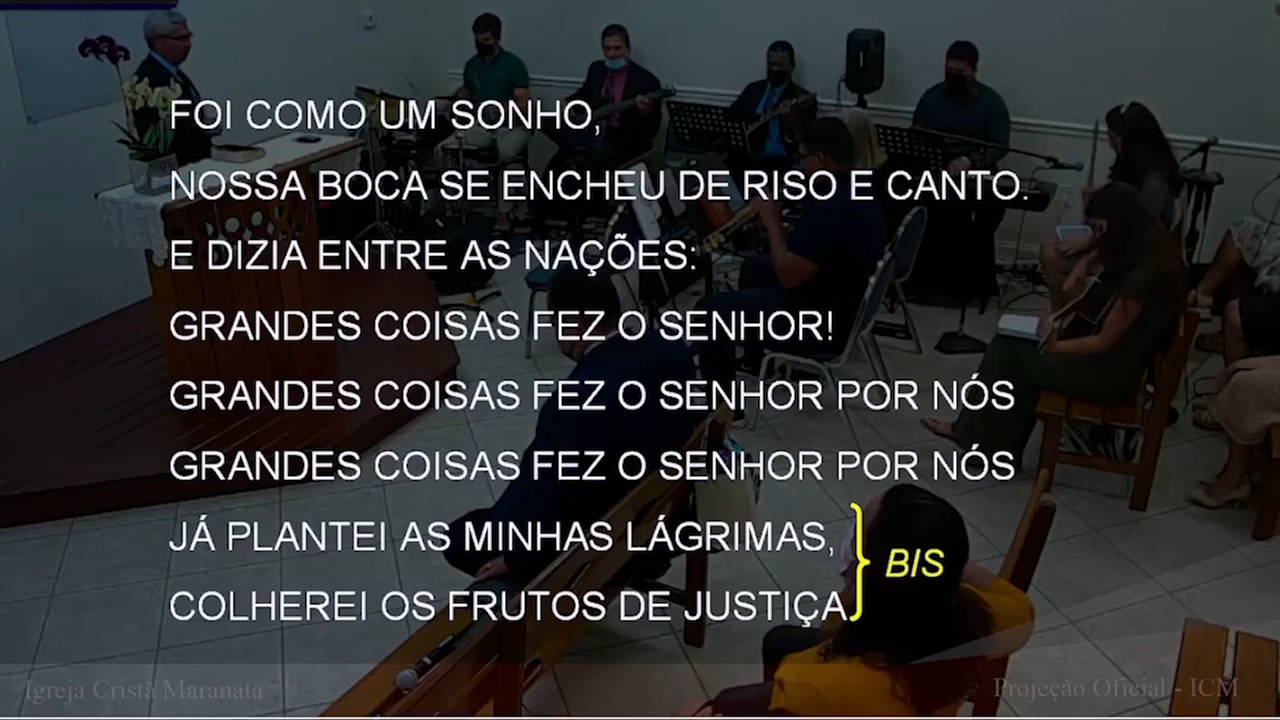 FOI COMO UM SONHO,
NOSSA BOCA SE ENCHEU DE RISO E CANTO.
E DIZIA ENTRE AS NAÇÕES:
GRANDES COISAS FEZ O SENHOR!
GRANDES COISAS FEZ O SENHOR POR NÓS
GRANDES COISAS FEZ O SENHOR POR NÓS
JÁ PLANTEI AS MINHAS LÁGRIMAS,
COLHEREI OS FRUTOS DE JUSTIÇA
BIS
Igreja Cristã Maranata
Projeção Oficial - ICM